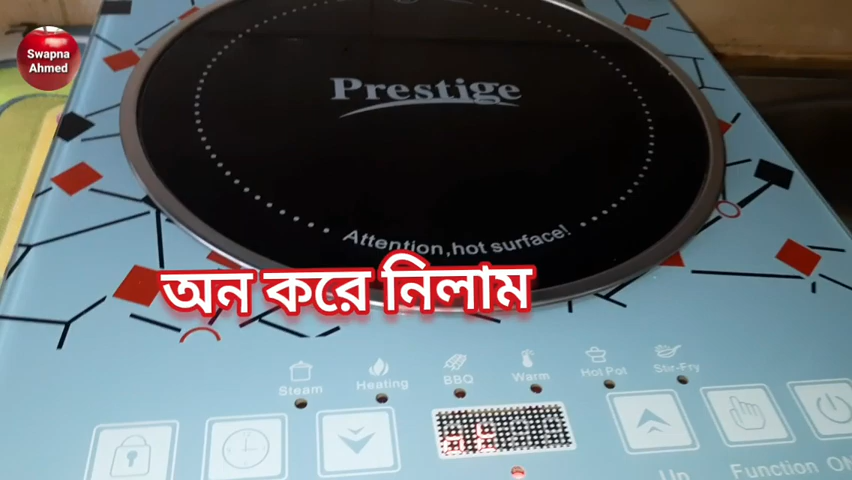 Swapna
Ahmed
Prestige
Attention,hot surface!
অন করে নিলাম
Steam Heating BBQ Warm Hot Pot Stir-Fry
Up Function